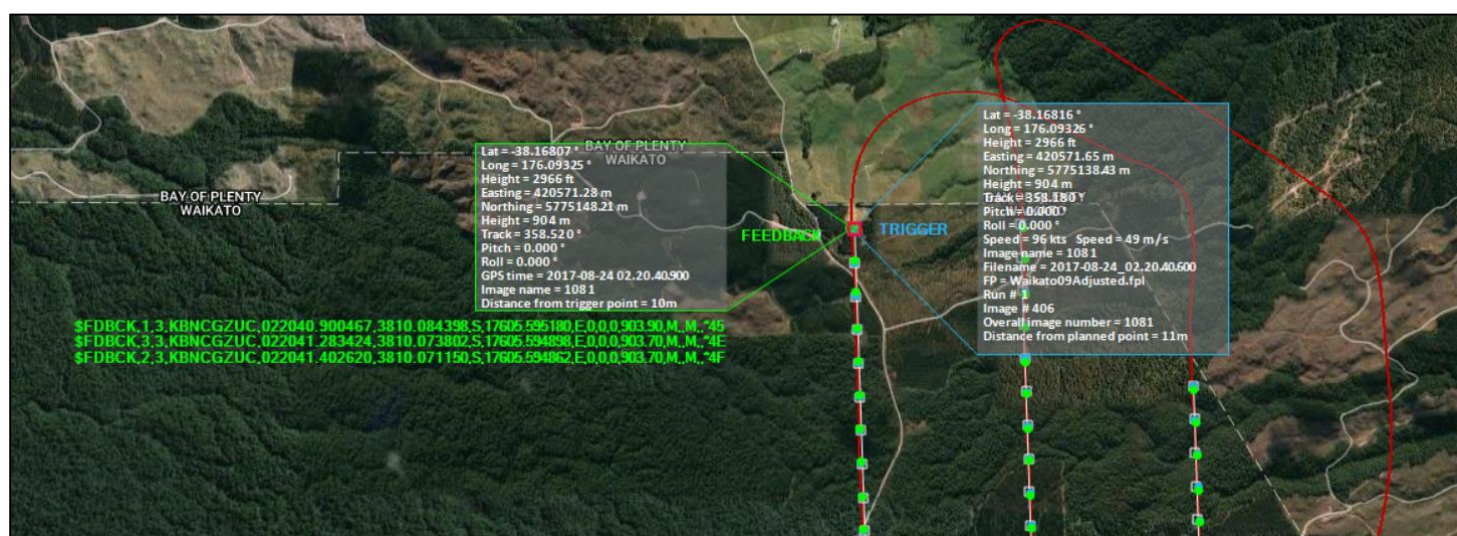 BAY OF PLENTY
WAIKATO
BAY OF PLENTY
WAIKATO
Lat = -38.16807 °
Long = 176.09325 °
Height = 2966 ft
Easting = 420571.28 m
Northing = 5775148.21 m
Height = 904 m
Track = 358.520 °
Pitch = 0.000 °
Roll = 0.000 °
GPS time = 2017-08-24 02.20.40.900
Image name = 1081
Distance from trigger point = 10m
FEEDBACK
TRIGGER
Lat = -38.16816 °
Long = 176.09326 °
Height = 2966 ft
Easting = 420571.65 m
Northing = 5775138.43 m
Height = 904 m
Track = 358.180 °
Pitch = 0.000 °
Roll = 0.000 °
Speed = 96 kts Speed = 49 m/s
Image name = 1081
Filename = 2017-08-24_02.20.40.600
FP = Waikato09Adjusted.fpl
Run # 1
Image # 406
Overall image number = 1081
Distance from planned point = 11m
$FDBCK,1,3,KBNCGZUC,022040.900467,3810.084398,S,17605.595180,E,0,0,0,903.90,M,,M,,*45
$FDBCK,3,3,KBNCGZUC,022041.283424,3810.073802,S,17605.594898,E,0,0,0,903.70,M,,M,,*4E
$FDBCK,2,3,KBNCGZUC,022041.402620,3810.071150,S,17605.594862,E,0,0,0,903.70,M,,M,,*4F